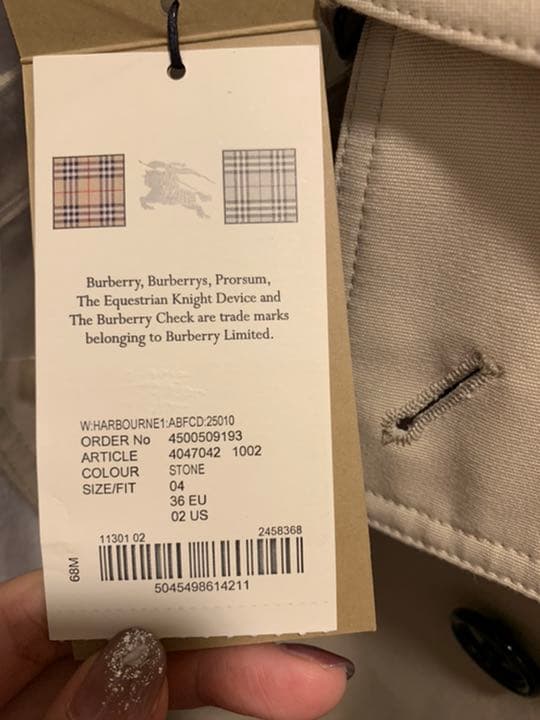 Burberry, Burberrys, Prorsum,
The Equestrian Knight Device and
The Burberry Check are trade marks
belonging to Burberry Limited.
W:HARBOURNE1:ABFCD:25010
ORDER No 4500509193
ARTICLE 4047042 1002
COLOUR STONE
SIZE/FIT 04
36 EU
02 US
11301 02 2458368
68M
5045498614211